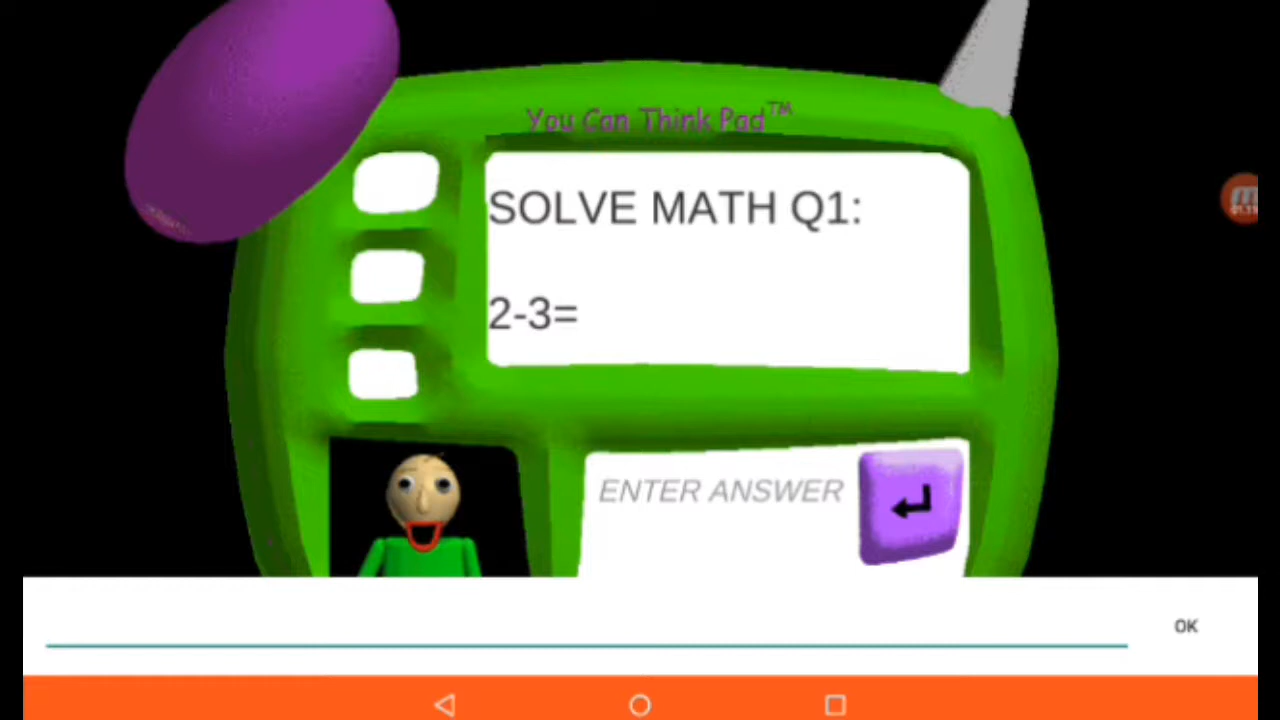 You Can Think Pad™
SOLVE MATH Q1:
2-3=
ENTER ANSWER
OK